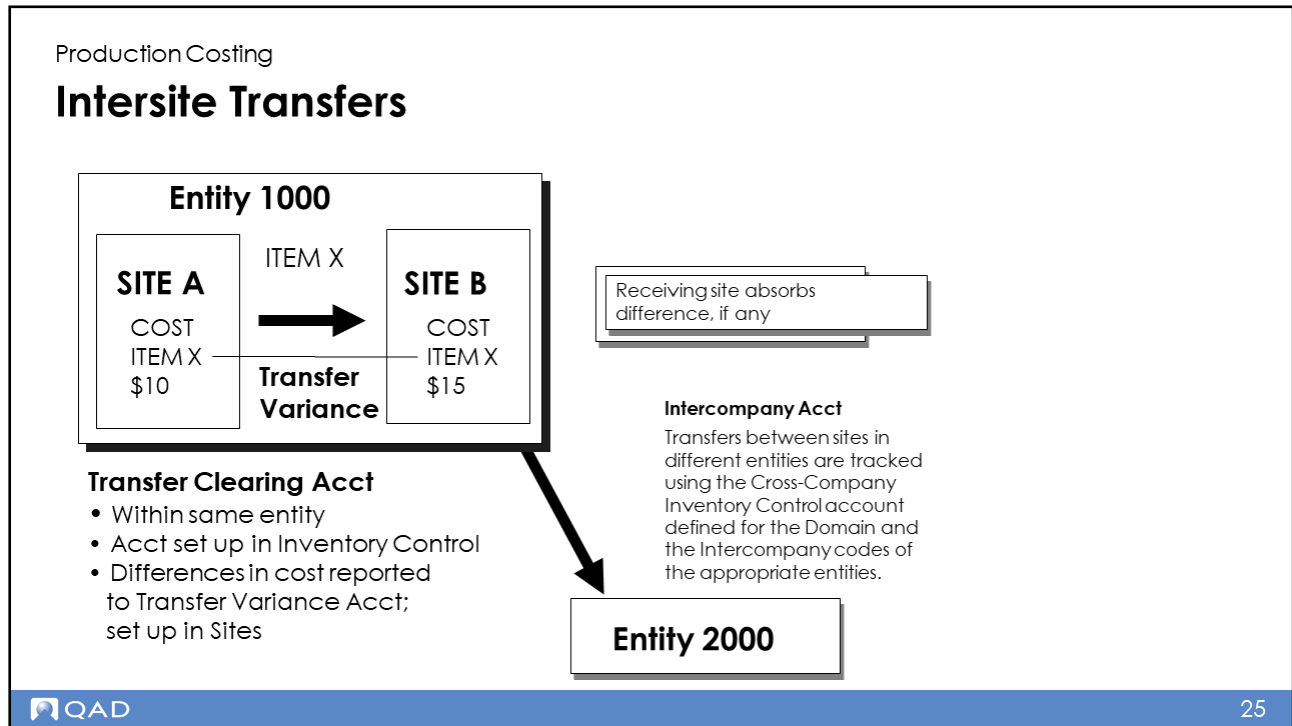 Production Costing
Intersite Transfers
Entity 1000
SITE A
COST
ITEM X
$10
ITEM X
Transfer
Variance
SITE B
COST
ITEM X
$15
Receiving site absorbs
difference, if any
Transfer Clearing Acct
• Within same entity
• Acct set up in Inventory Control
• Differences in cost reported
to Transfer Variance Acct;
set up in Sites
Intercompany Acct
Transfers between sites in
different entities are tracked
using the Cross-Company
Inventory Control account
defined for the Domain and
the Intercompany codes of
the appropriate entities.
Entity 2000
QAD
25